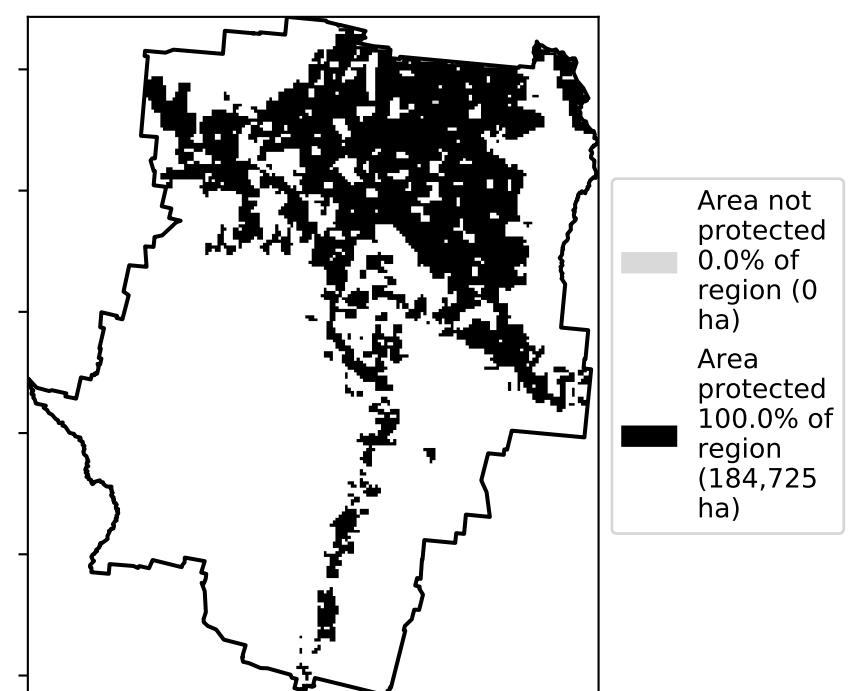 Area not
protected
0.0% of
region (0
ha)
Area
protected
100.0% of
region
(184,725
ha)